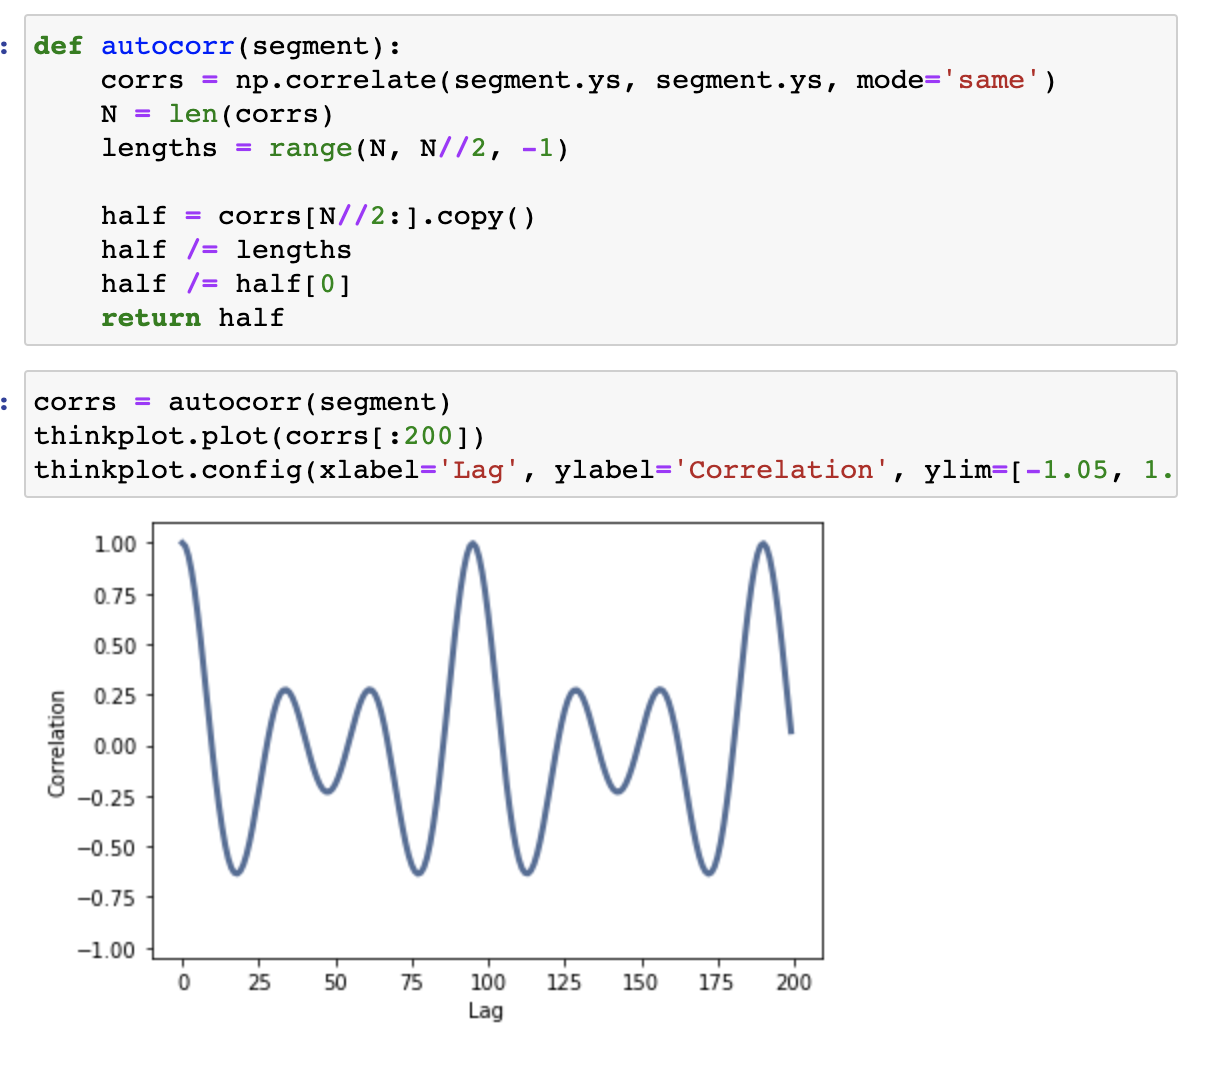 : def autocorr(segment):
    corrs = np.correlate(segment.ys, segment.ys, mode='same')
    N = len(corrs)
    lengths = range(N, N//2, -1)
    half = corrs[N//2:].copy()
    half /= lengths
    half /= half[0]
    return half
: corrs = autocorr(segment)
thinkplot.plot(corrs[:200])
thinkplot.config(xlabel='Lag', ylabel='Correlation', ylim=[-1.05, 1.
1.00
0.75
0.50
0.25
0.00
−0.25
−0.50
−0.75
−1.00
Correlation
0 25 50 75 100 125 150 175 200
Lag